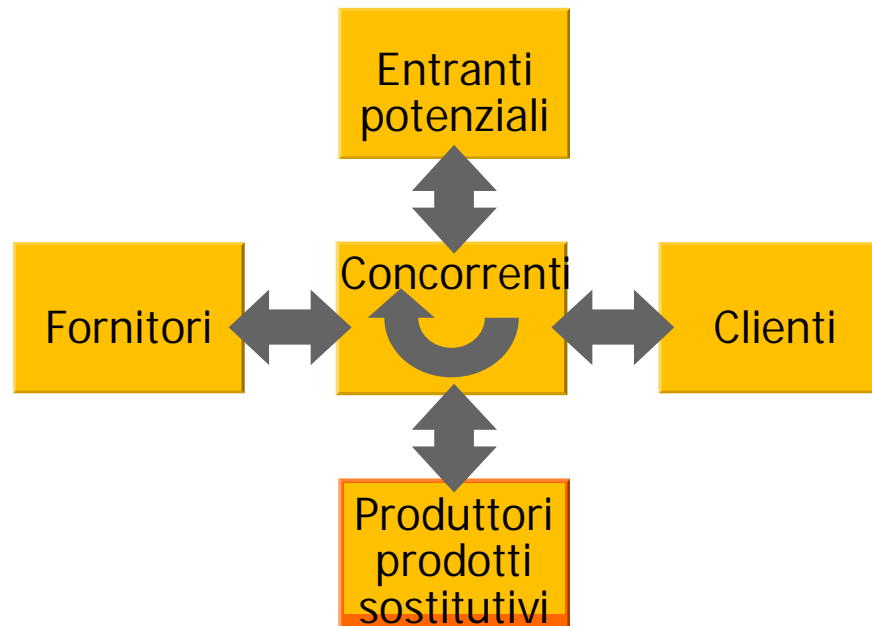 Entranti
potenziali
Fornitori
Concorrenti
Clienti
Produttori
prodotti
sostitutivi